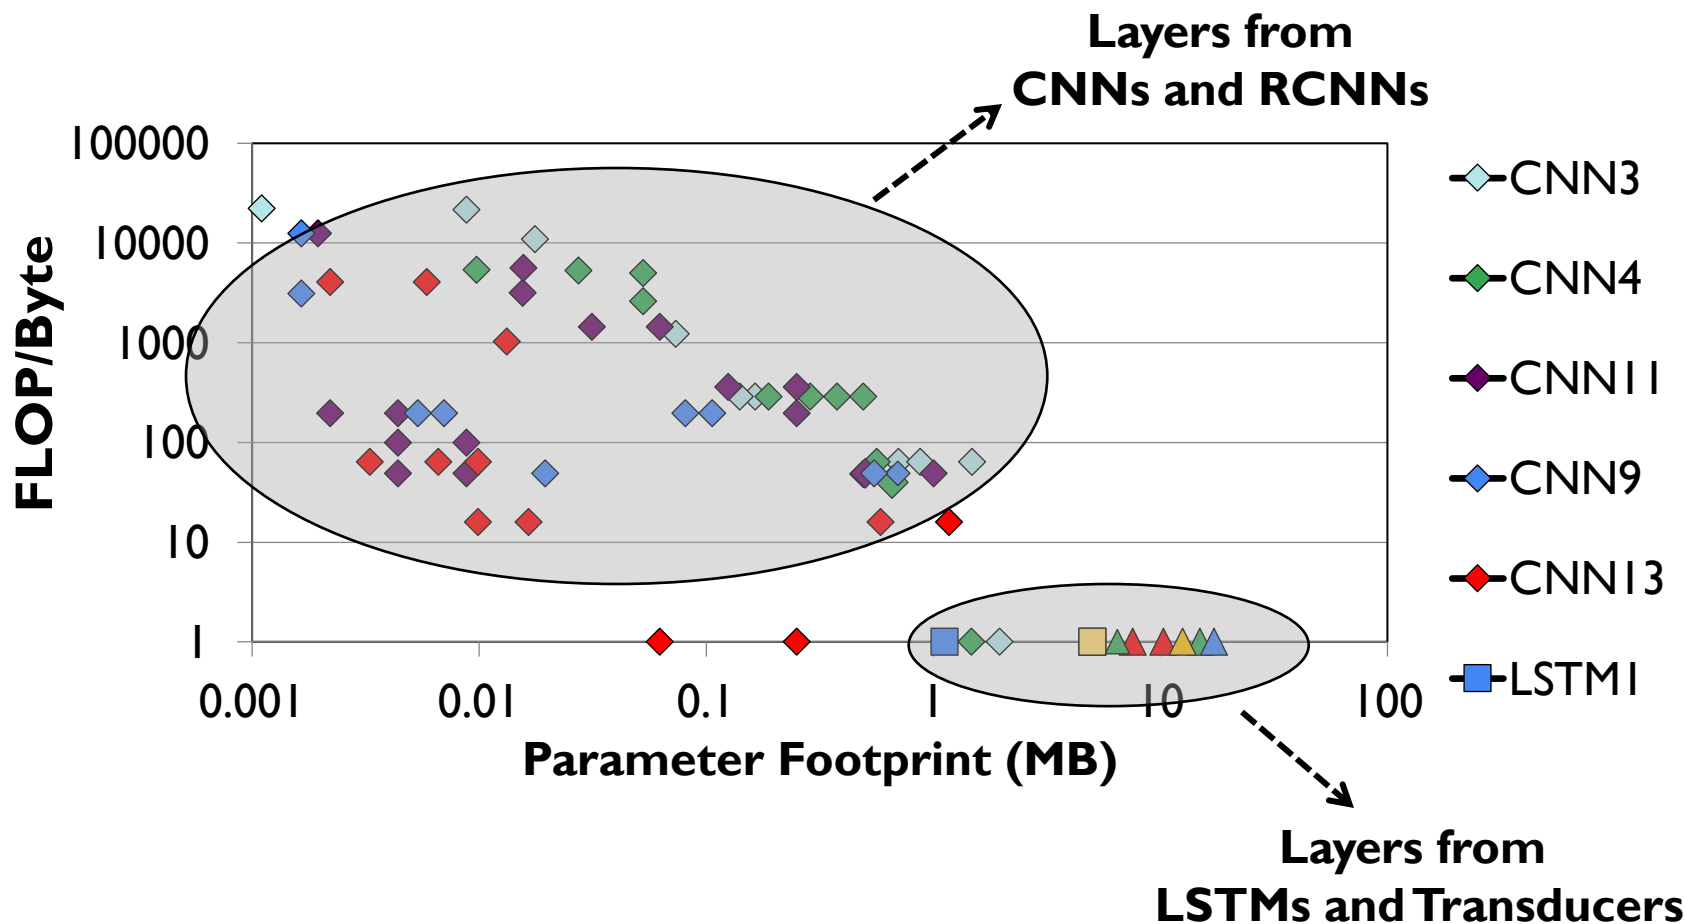 Layers from
CNNs and RCNNs
100000
10000
1000
100
10
1
FLOP/Byte
0.001
0.01
0.1
1
10
100
Parameter Footprint (MB)
CNN3
CNN4
CNN11
CNN9
CNN13
LSTM1
Layers from
LSTMs and Transducers